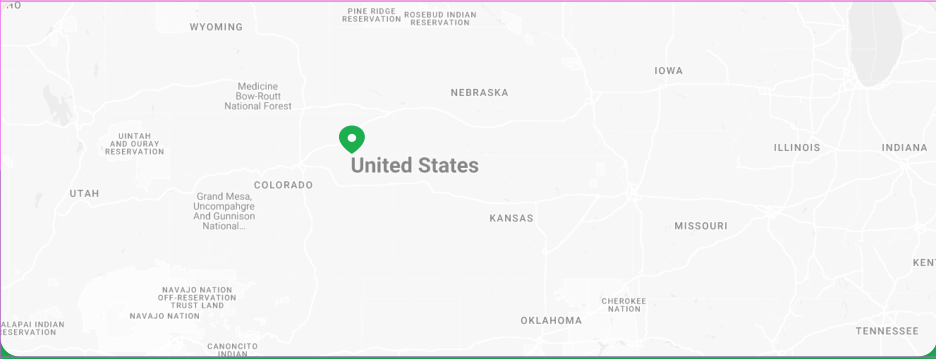 WYOMING
PINE RIDGE
RESERVATION
ROSEBUD INDIAN
RESERVATION
IOWA
Medicine
Bow-Routt
National Forest
NEBRASKA
UINTAH
AND OURAY
RESERVATION
United States
ILLINOIS
INDIANA
UTAH
COLORADO
Grand Mesa,
Uncompahgre
And Gunnison
National...
KANSAS
MISSOURI
KEN
NAVAJO NATION
OFF-RESERVATION
TRUST LAND
NAVAJO NATION
CHEROKEE
NATION
ALAPAI INDIAN
RESERVATION
OKLAHOMA
TENNESSEE
CANONCITO
INDIAN